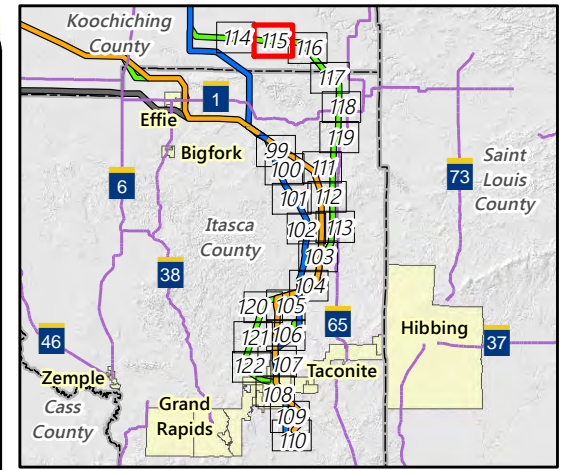 Koochiching
County
114
115
116
117
1
Effie
118
119
Bigfork
99
100
111
Saint
Louis
County
73
6
101
112
Itasca
County
102
113
103
38
104
120
105
65
Hibbing
37
46
121
106
122
107
Taconite
Zemple
Cass
County
108
Grand
Rapids
109
110